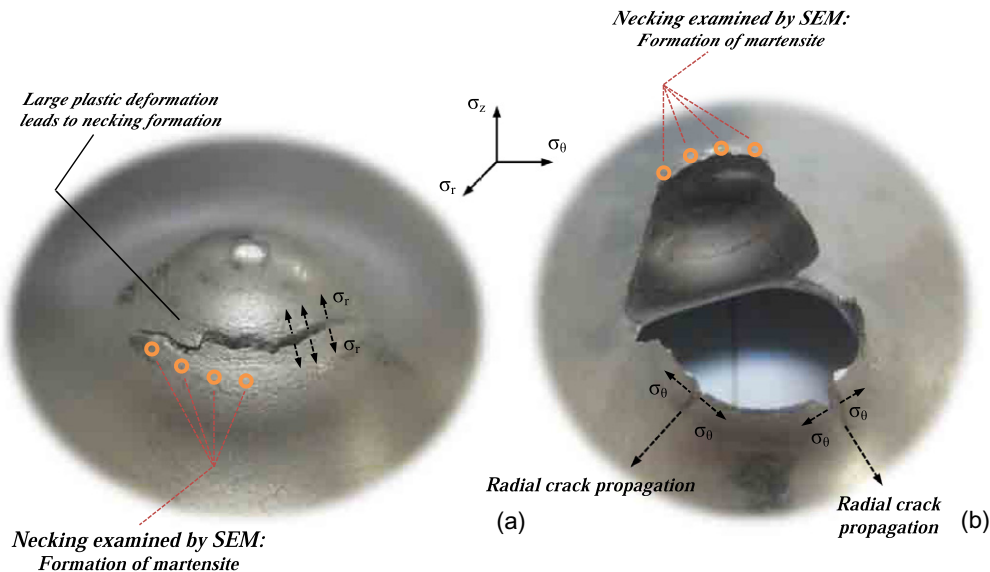 Necking examined by SEM:
Formation of martensite
Large plastic deformation
leads to necking formation
σz
σθ
σr
σr
σr
σθ
σθ
σθ
σθ
Radial crack propagation
Radial crack
propagation
(a)
(b)
Necking examined by SEM:
Formation of martensite